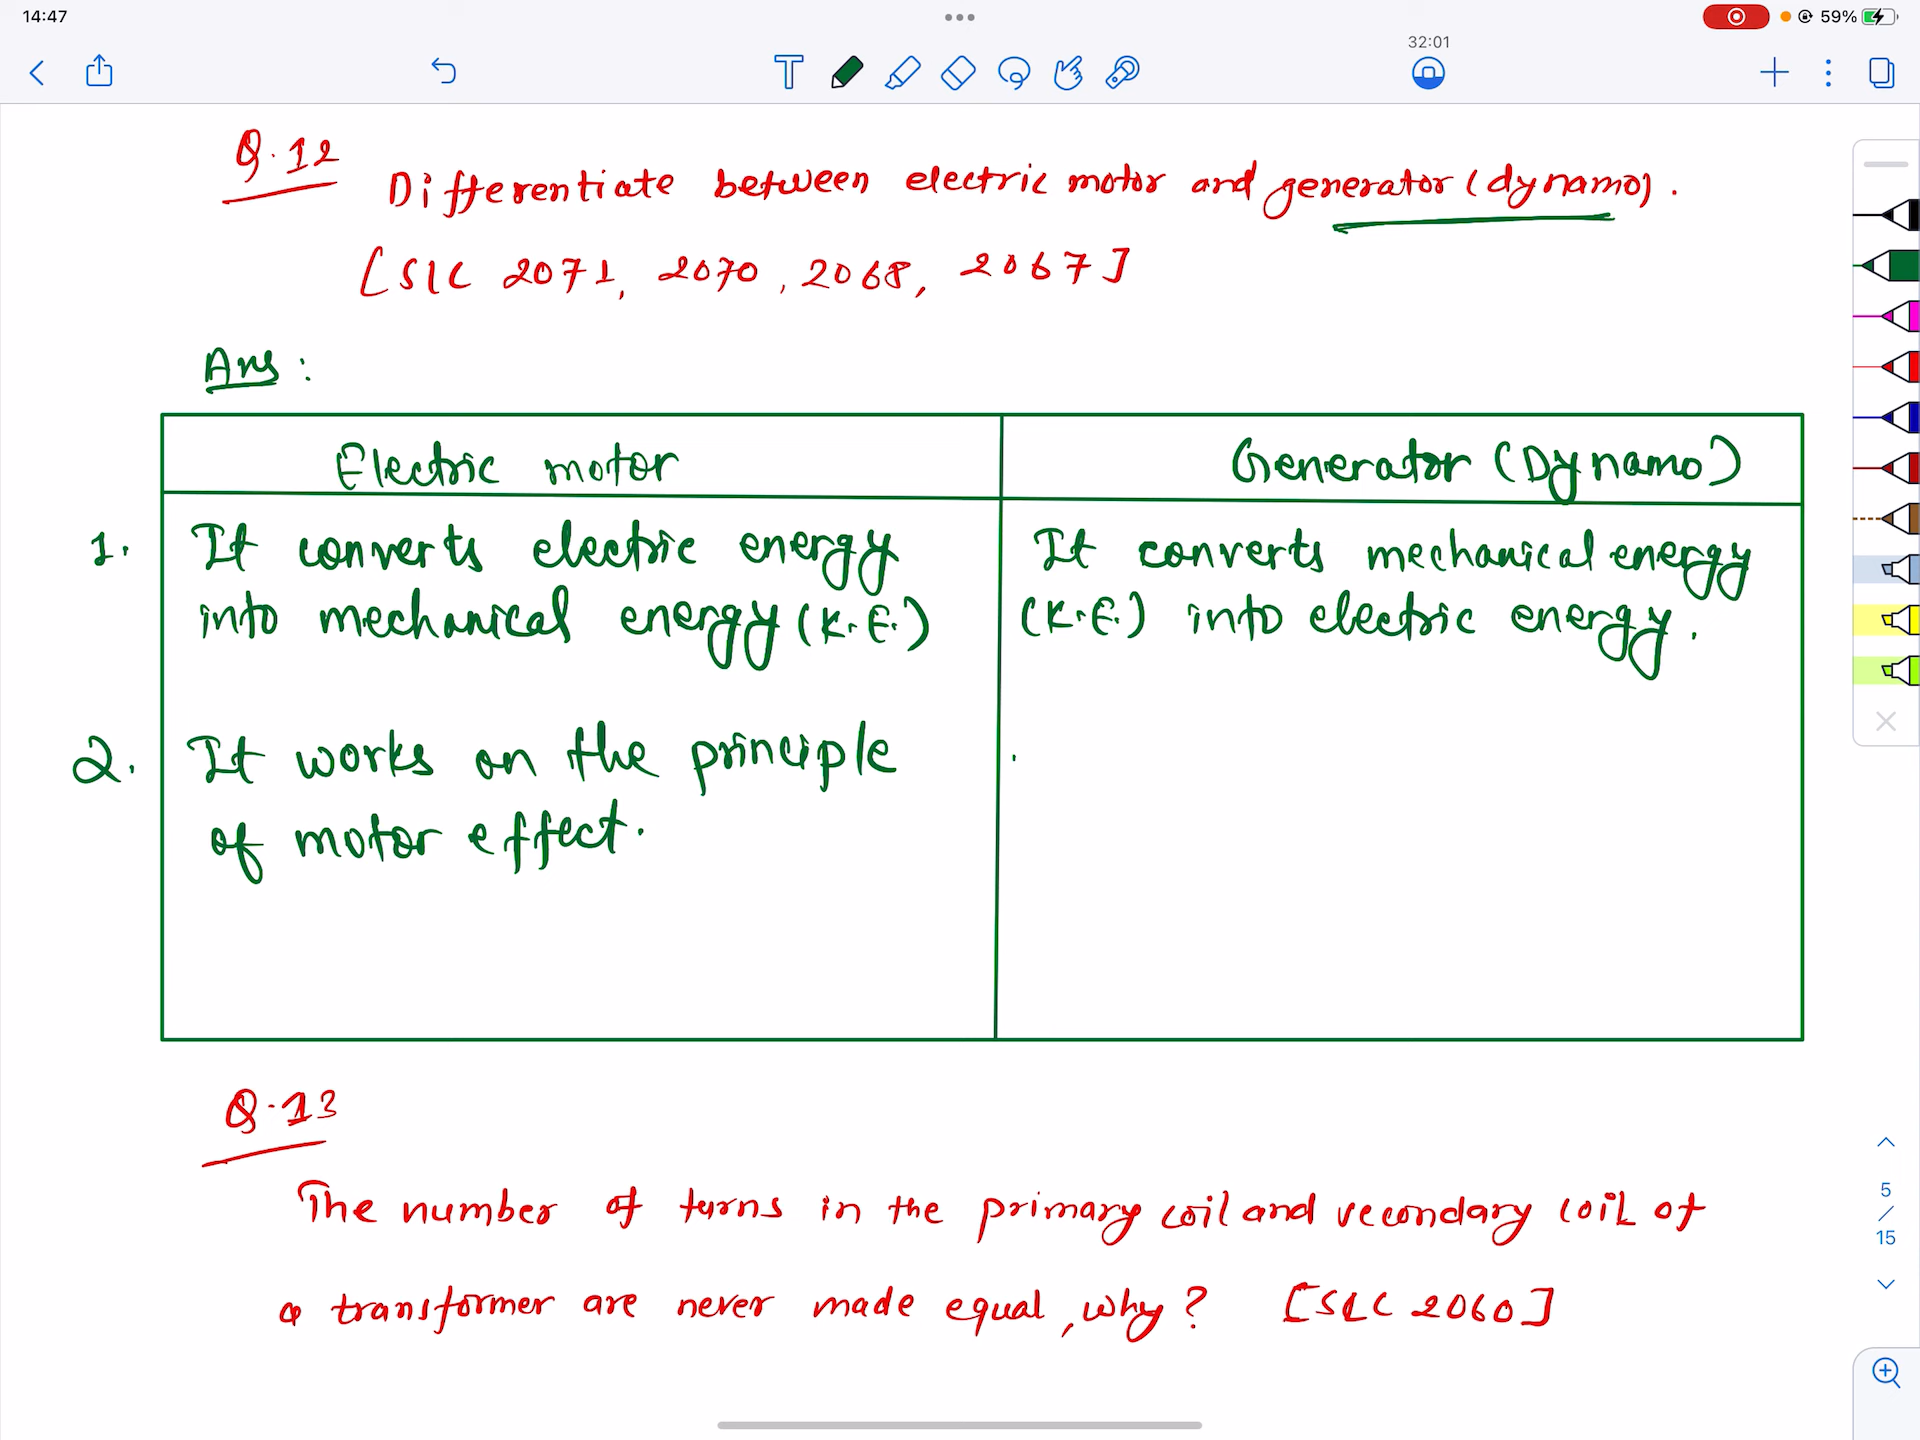 14:47
59%
32:01
Q.12
Differentiate between electric motor and generator (dynamo).
[SLC 2071, 2070, 2068, 2067]
Ans:
Electric motor
Generator (Dynamo)
1. It converts electric energy
into mechanical energy (K.E.)
It converts mechanical energy
(K.E.) into electric energy.
2. It works on the principle
of motor effect.
Q.13
The number of turns in the primary coil and secondary coil of
a transformer are never made equal, why? [SLC 2060]
5
/
15